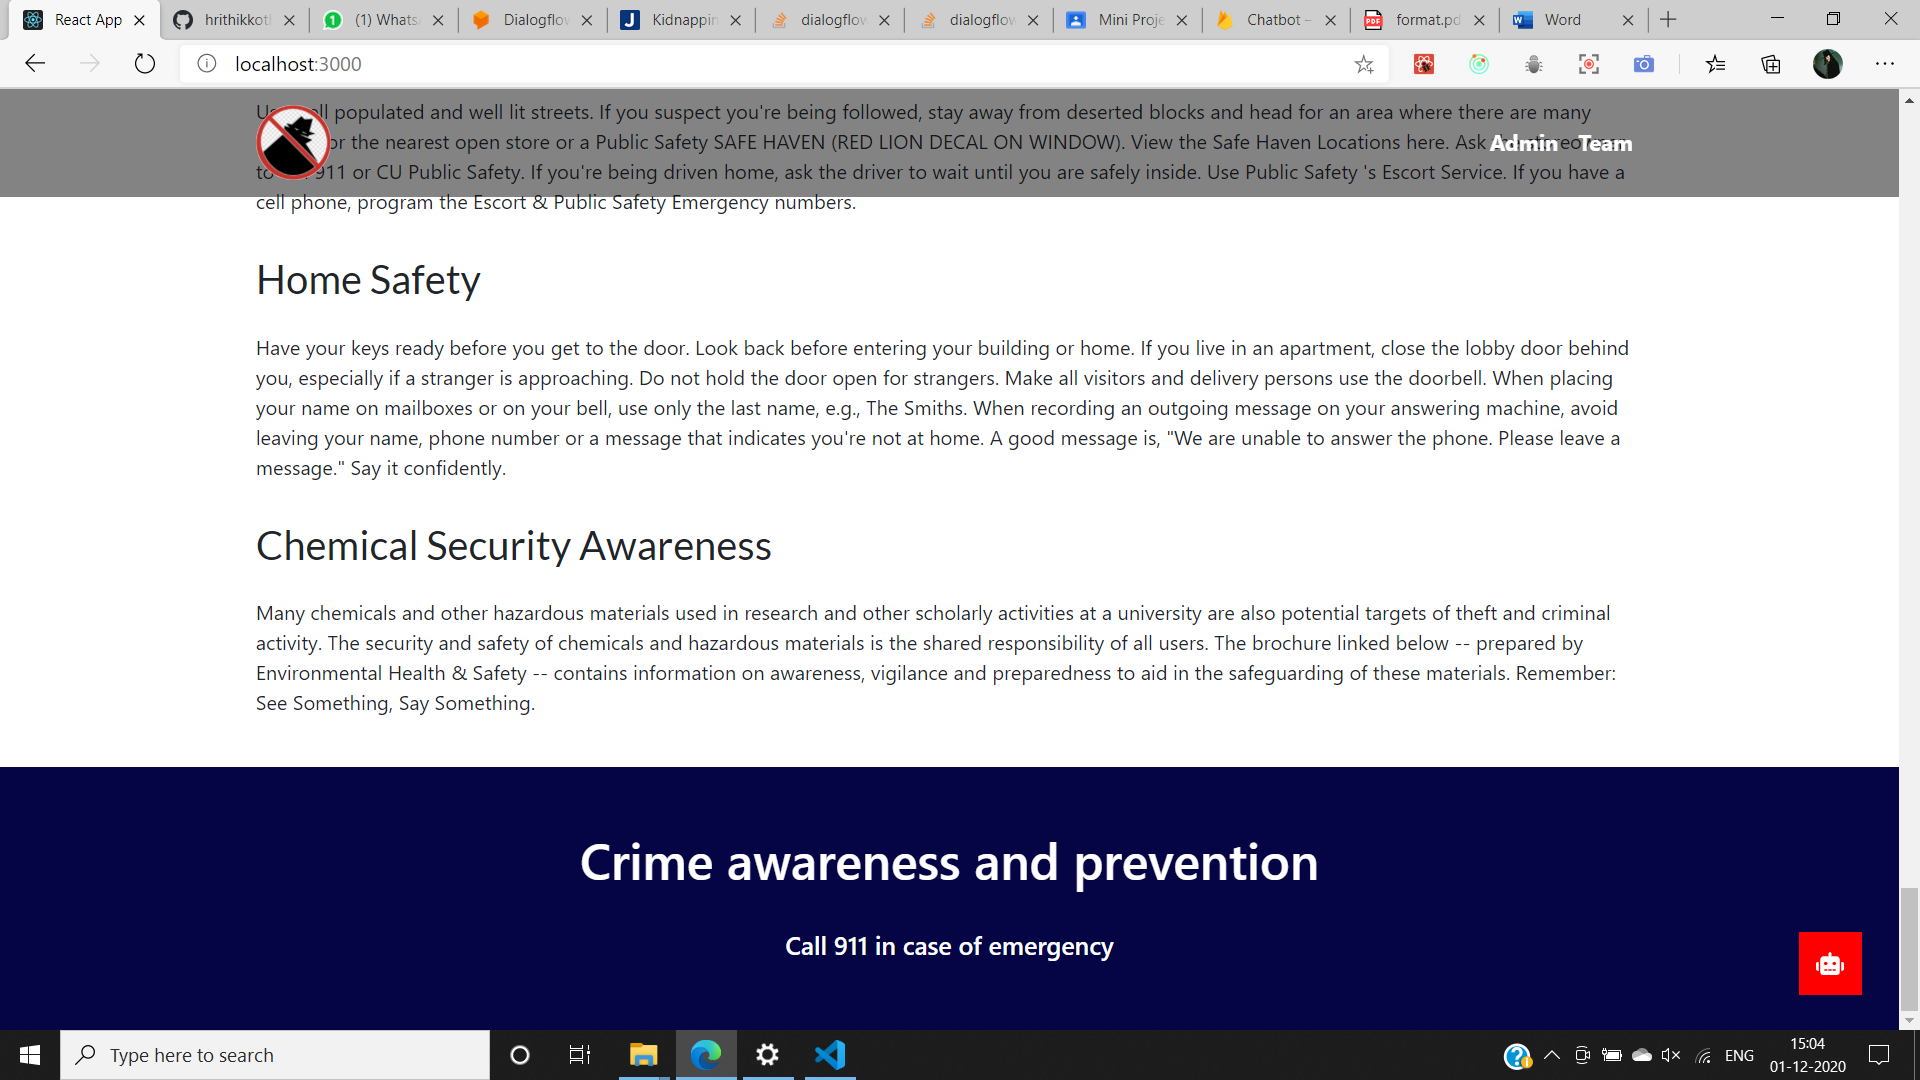 React App
hrithikkotl
(1) Whats
Dialogflow
Kidnappin
dialogflow
dialogflow
Mini Proje
Chatbot –
format.pd
Word
localhost:3000
populated and well lit streets. If you suspect you're being followed, stay away from deserted blocks and head for an area where there are many
or the nearest open store or a Public Safety SAFE HAVEN (RED LION DECAL ON WINDOW). View the Safe Haven Locations here. Ask
Admin Team
911 or CU Public Safety. If you're being driven home, ask the driver to wait until you are safely inside. Use Public Safety 's Escort Service. If you have a
cell phone, program the Escort & Public Safety Emergency numbers.
Home Safety
Have your keys ready before you get to the door. Look back before entering your building or home. If you live in an apartment, close the lobby door behind
you, especially if a stranger is approaching. Do not hold the door open for strangers. Make all visitors and delivery persons use the doorbell. When placing
your name on mailboxes or on your bell, use only the last name, e.g., The Smiths. When recording an outgoing message on your answering machine, avoid
leaving your name, phone number or a message that indicates you're not at home. A good message is, "We are unable to answer the phone. Please leave a
message." Say it confidently.
Chemical Security Awareness
Many chemicals and other hazardous materials used in research and other scholarly activities at a university are also potential targets of theft and criminal
activity. The security and safety of chemicals and hazardous materials is the shared responsibility of all users. The brochure linked below -- prepared by
Environmental Health & Safety -- contains information on awareness, vigilance and preparedness to aid in the safeguarding of these materials. Remember:
See Something, Say Something.
Crime awareness and prevention
Call 911 in case of emergency
Type here to search
ENG
15:04
01-12-2020